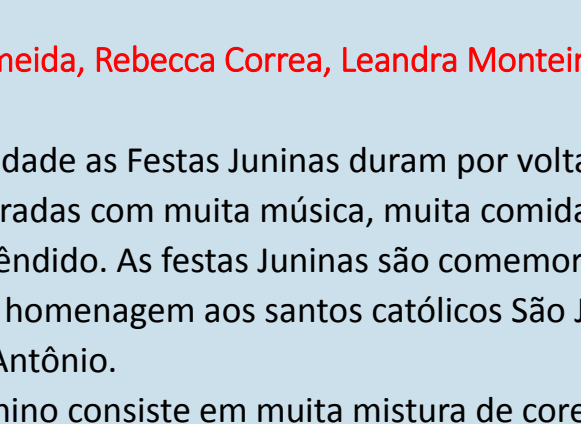 meida, Rebecca Correa, Leandra Monteir
dade as Festas Juninas duram por volta
radas com muita música, muita comida
êndido. As festas Juninas são comemor
homenagem aos santos católicos São J
Antônio.
nino consiste em muita mistura de core